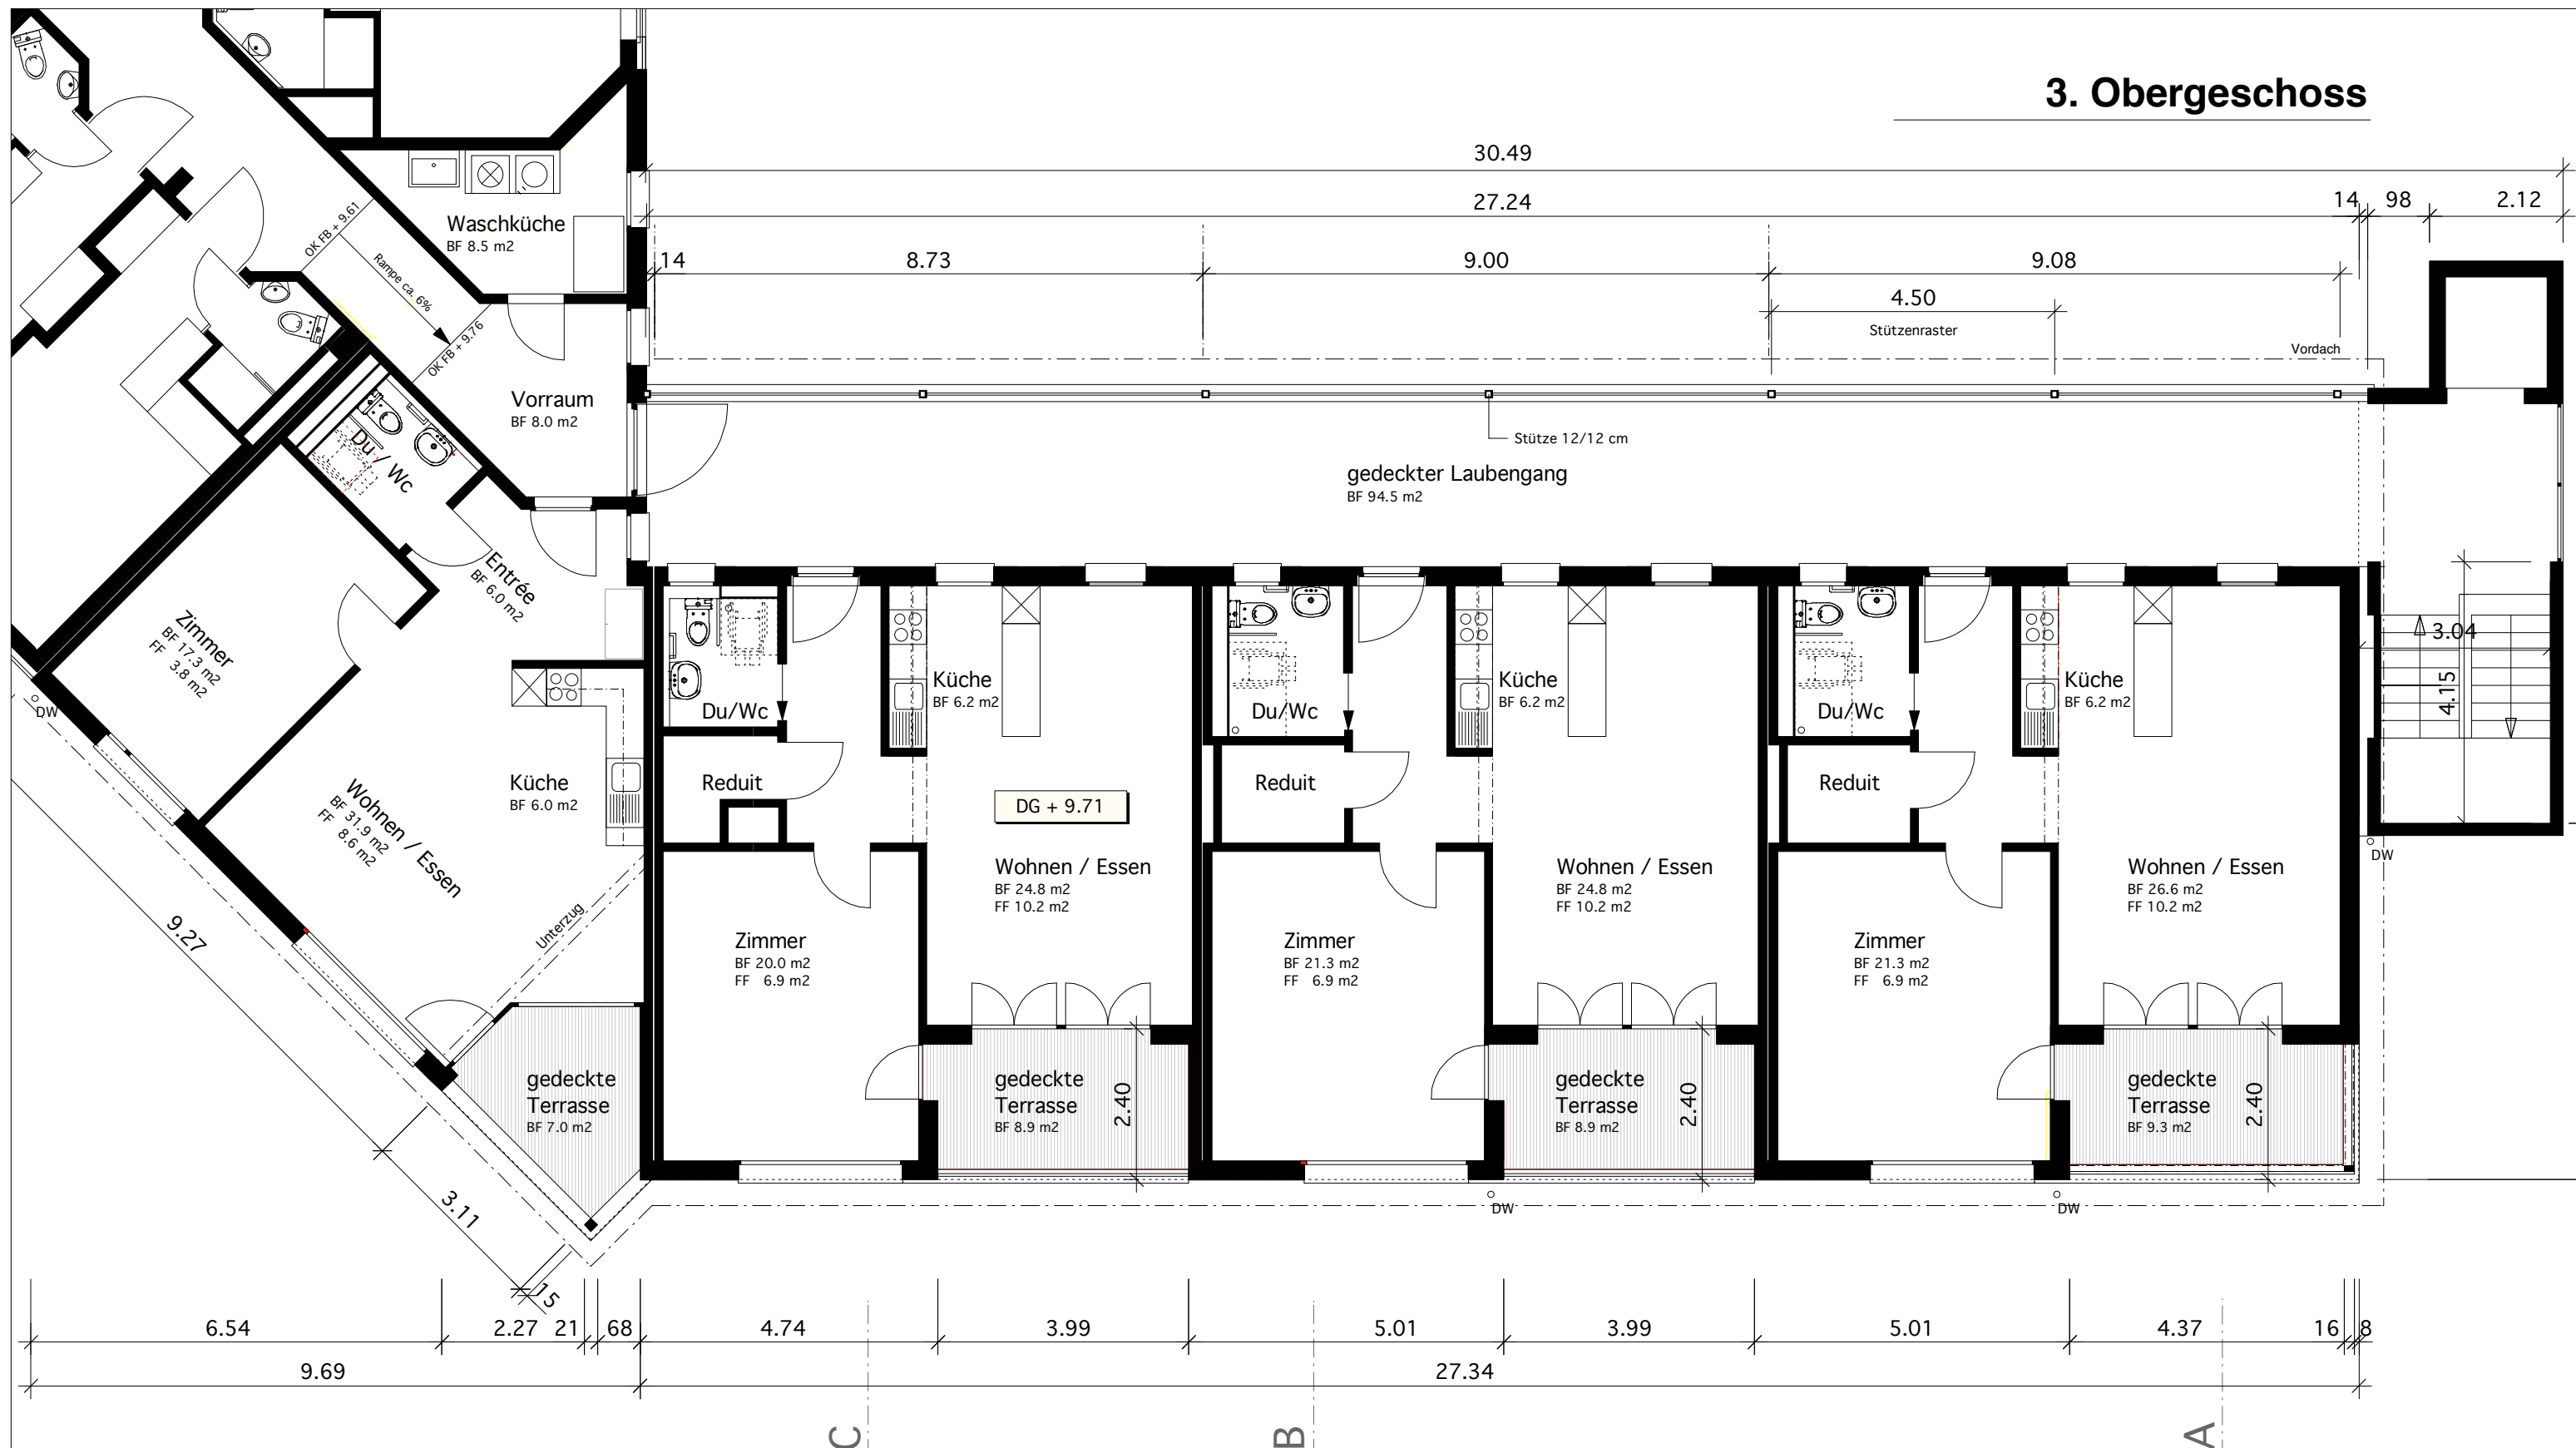 3. Obergeschoss
30.49
27.24
14
98
2.12
14
8.73
9.00
9.08
4.50
Stützenraster
Vordach
OK FB + 9.61
Rampe ca. 6%
OK FB + 9.76
Waschküche
BF 8.5 m2
Vorraum
BF 8.0 m2
Stütze 12/12 cm
gedeckter Laubengang
BF 94.5 m2
Du / Wc
Entrée
BF 6.0 m2
Zimmer
BF 17.3 m2
FF 3.8 m2
DW
Küche
BF 6.0 m2
Wohnen / Essen
BF 31.9 m2
FF 8.6 m2
Unterzug
gedeckte
Terrasse
BF 7.0 m2
Du/Wc
Reduit
Küche
BF 6.2 m2
DG + 9.71
Wohnen / Essen
BF 24.8 m2
FF 10.2 m2
Zimmer
BF 20.0 m2
FF 6.9 m2
gedeckte
Terrasse
BF 8.9 m2
2.40
Du/Wc
Reduit
Küche
BF 6.2 m2
Wohnen / Essen
BF 24.8 m2
FF 10.2 m2
Zimmer
BF 21.3 m2
FF 6.9 m2
gedeckte
Terrasse
BF 8.9 m2
2.40
DW
Du/Wc
Reduit
Küche
BF 6.2 m2
Wohnen / Essen
BF 26.6 m2
FF 10.2 m2
Zimmer
BF 21.3 m2
FF 6.9 m2
gedeckte
Terrasse
BF 9.3 m2
2.40
DW
3.04
4.15
DW
9.27
3.11
15
6.54
2.27
21
68
4.74
3.99
5.01
3.99
5.01
4.37
16
8
9.69
27.34
C
B
A